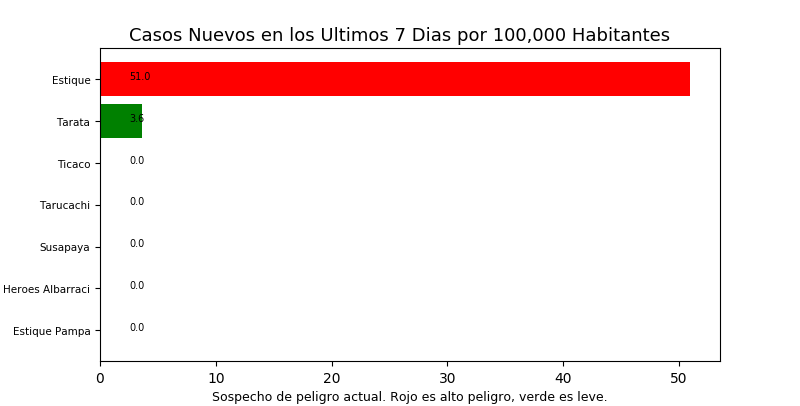 Casos Nuevos en los Ultimos 7 Dias por 100,000 Habitantes
Estique 51.0
Tarata 3.6
Ticaco 0.0
Tarucachi 0.0
Susapaya 0.0
Heroes Albarraci 0.0
Estique Pampa 0.0
0 10 20 30 40 50
Sospecho de peligro actual. Rojo es alto peligro, verde es leve.